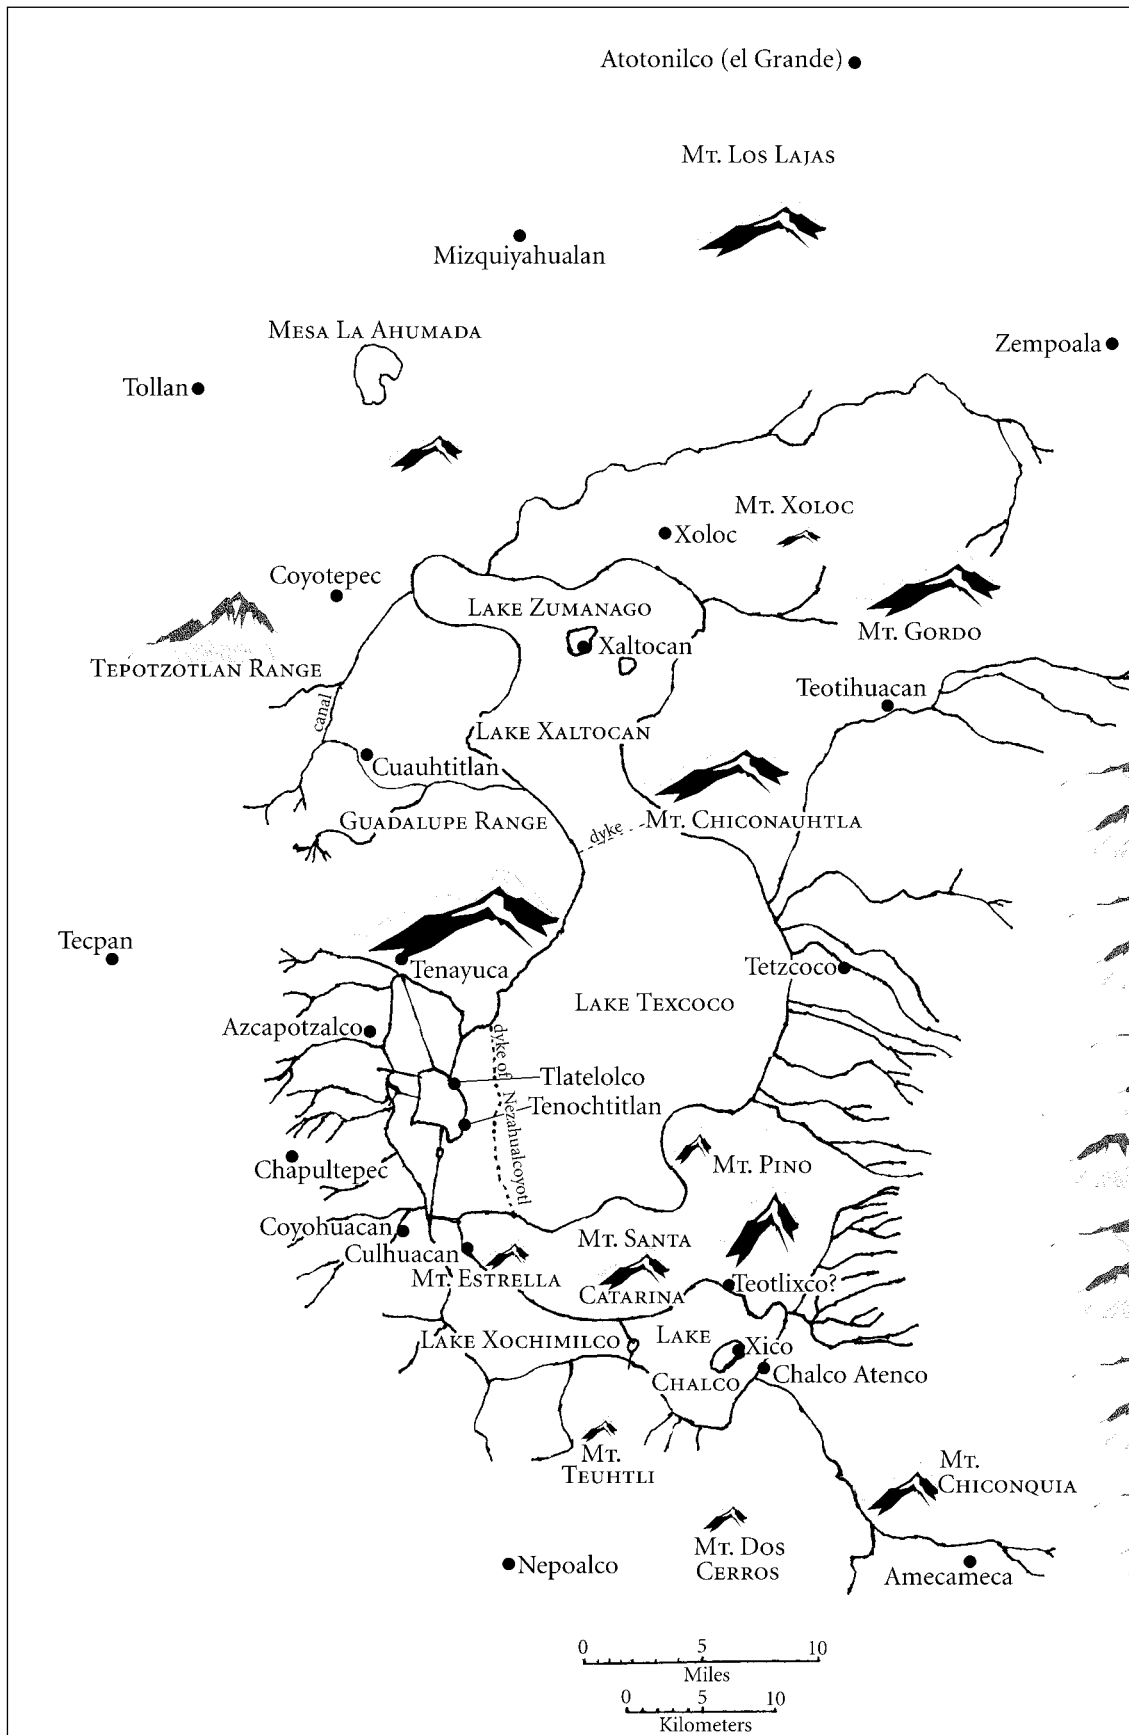 Atotonilco (el Grande)
Mt. Los Lajas
Mizquiyahualan
Mesa La Ahumada
Zempoala
Tollan
Mt. Xoloc
Xoloc
Coyotepec
Lake Zumanago
Mt. Gordo
Xaltocan
Tepotzotlan Range
Teotihuacan
canal
Lake Xaltocan
Cuauhtitlan
Guadalupe Range
dyke
Mt. Chiconauhtla
Tecpan
Tenayuca
Tetzcoco
Lake Texcoco
Azcapotzalco
dyke of Nezahualcoyotl
Tlatelolco
Tenochtitlan
Chapultepec
Mt. Pino
Coyohuacan
Culhuacan
Mt. Estrella
Mt. Santa
Catarina
Teotlixco?
Lake Xochimilco
Lake
Chalco
Xico
Chalco Atenco
Mt.
Teuhtli
Mt.
Chiconquia
Mt. Dos
Cerros
Nepoalco
Amecameca
0 5 10
Miles
0 5 10
Kilometers